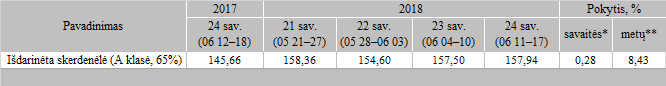 Pavadinimas 2017 2018 Pokytis, %
24 sav. (06 12–18) 21 sav. (05 21–27) 22 sav. (05 28–06 03) 23 sav. (06 04–10) 24 sav. (06 11–17) savaitės* metų**
Išdarinėta skerdenėlė (A klasė, 65%) 145,66 158,36 154,60 157,50 157,94 0,28 8,43